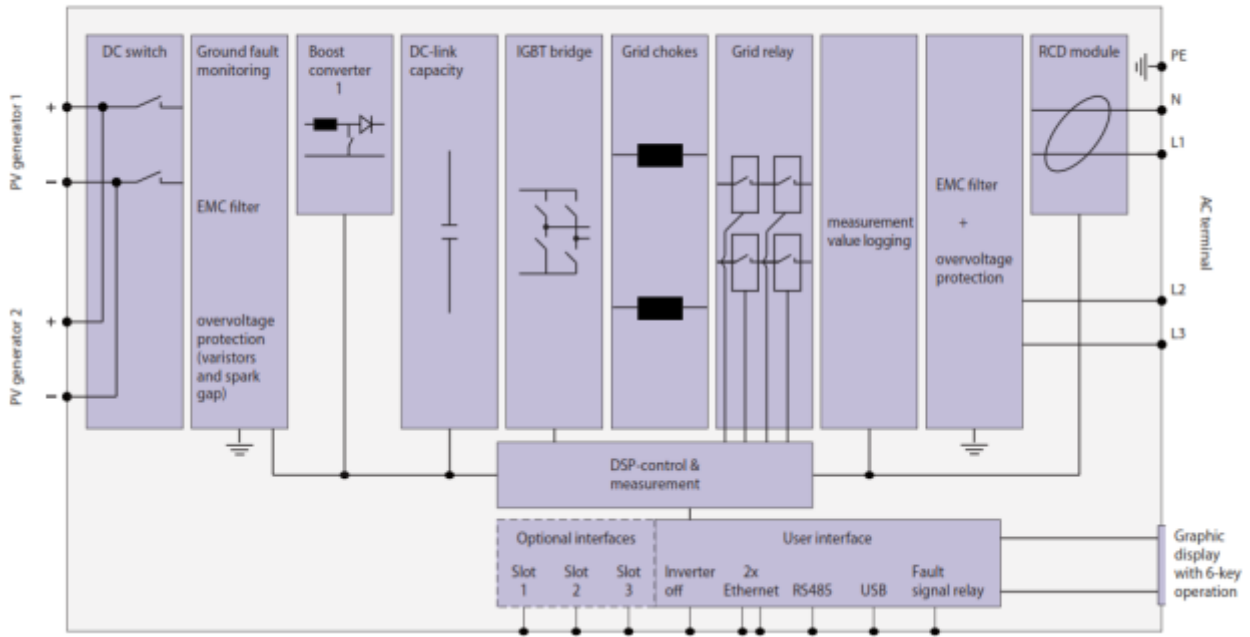 DC switch
Ground fault
monitoring
Boost
converter
1
DC-link
capacity
IGBT bridge
Grid chokes
Grid relay
RCD module
PE
N
L1
PV generator 1
+
−
EMC filter
measurement
value logging
EMC filter
+
overvoltage
protection
AC terminal
L2
L3
PV generator 2
+
−
overvoltage
protection
(varistors
and spark
gap)
DSP-control &
measurement
Optional interfaces
Slot
1
Slot
2
Slot
3
User interface
Inverter
off
2x
Ethernet
RS485
USB
Fault
signal relay
Graphic
display
with 6-key
operation